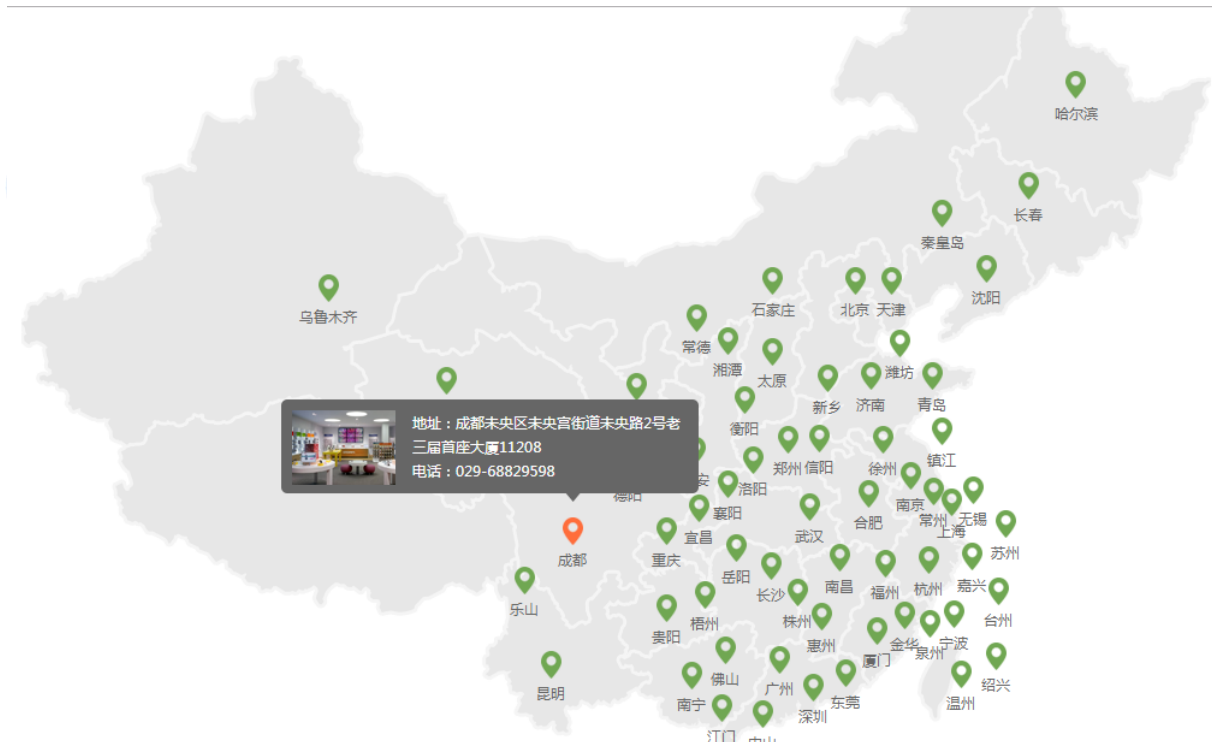 哈尔滨
长春
秦皇岛
沈阳
石家庄
北京
天津
乌鲁木齐
常德
湘潭
太原
潍坊
新乡
济南
青岛
地址：成都未央区未央宫街道未央路2号老
三届首座大厦11208
电话：029-68829598
衡阳
郑州
信阳
徐州
镇江
安
洛阳
德阳
襄阳
南京
常州
上海
无锡
合肥
宜昌
武汉
苏州
成都
重庆
岳阳
长沙
南昌
福州
杭州
嘉兴
乐山
贵阳
梧州
株州
惠州
台州
厦门
金华
泉州
宁波
昆明
佛山
南宁
广州
深圳
东莞
温州
绍兴
江门
中山